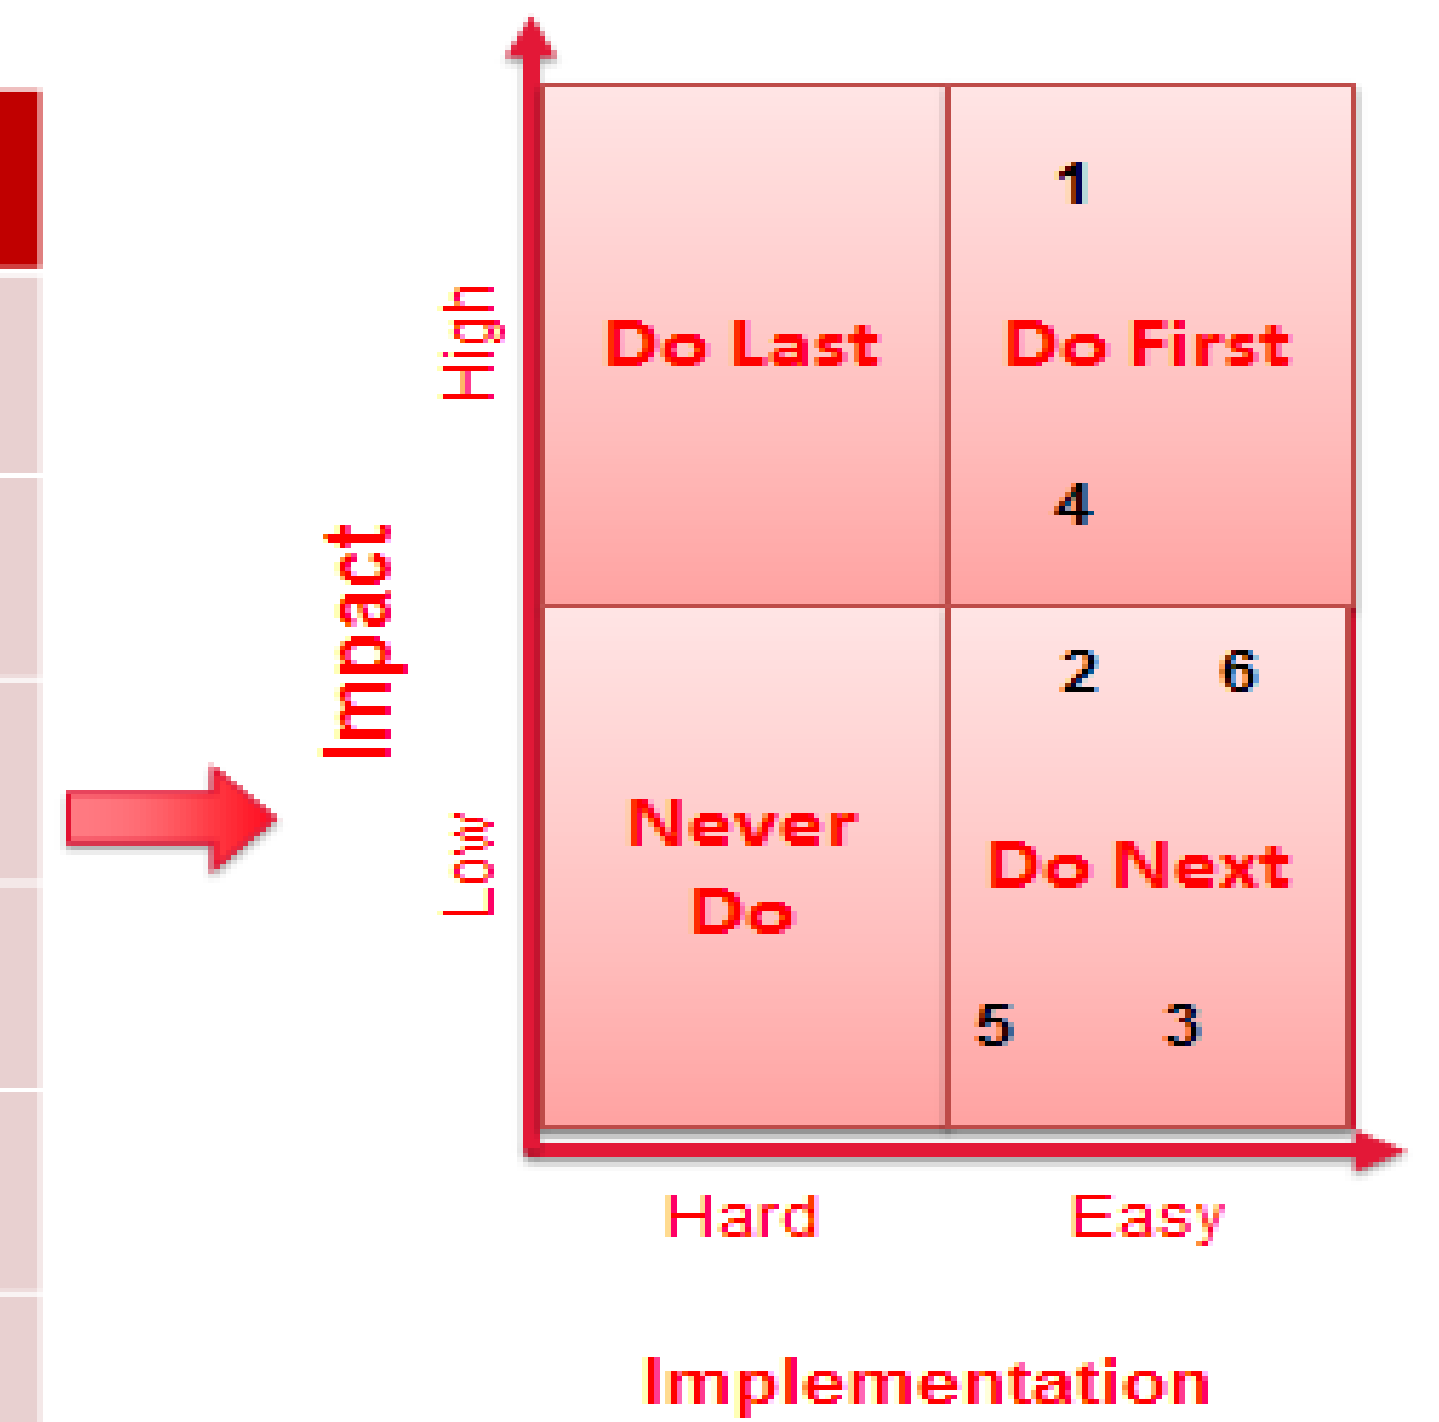 1
High
Do Last
Do First
4
Impact
2 6
Low
Never
Do
Do Next
5 3
Hard
Easy
Implementation